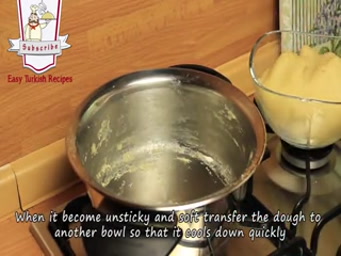 Subscribe
Easy Turkish Recipes
When it become unsticky and soft transfer the dough to
another bowl so that it cools down quickly